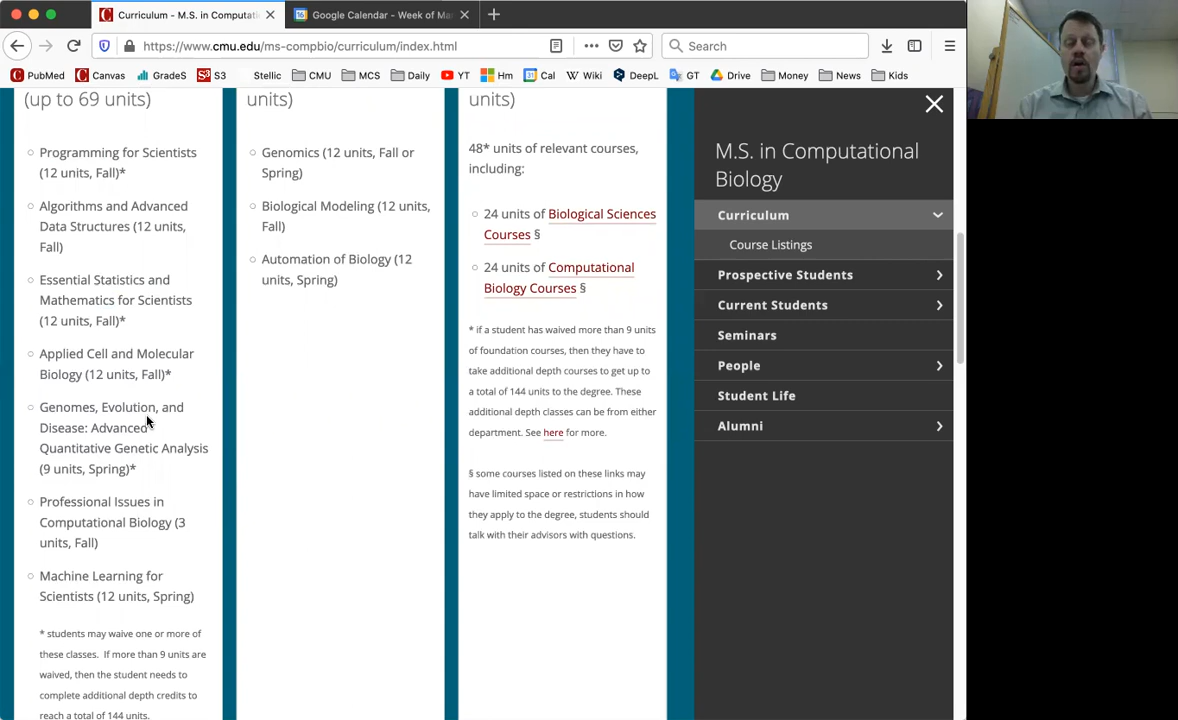 Curriculum - M.S. in Computati
Google Calendar - Week of Ma
https://www.cmu.edu/ms-compbio/curriculum/index.html
Search
PubMed
Canvas
GradeS
S3
Stellic
CMU
MCS
Daily
YT
Hm
Cal
Wiki
DeepL
GT
Drive
Money
News
Kids
(up to 69 units)
Programming for Scientists
(12 units, Fall)*
Algorithms and Advanced
Data Structures (12 units,
Fall)
Essential Statistics and
Mathematics for Scientists
(12 units, Fall)*
Applied Cell and Molecular
Biology (12 units, Fall)*
Genomes, Evolution, and
Disease: Advanced
Quantitative Genetic Analysis
(9 units, Spring)*
Professional Issues in
Computational Biology (3
units, Fall)
Machine Learning for
Scientists (12 units, Spring)
* students may waive one or more of
these classes. If more than 9 units are
waived, then the student needs to
complete additional depth credits to
reach a total of 144 units.
units)
Genomics (12 units, Fall or
Spring)
Biological Modeling (12 units,
Fall)
Automation of Biology (12
units, Spring)
units)
48* units of relevant courses,
including:
24 units of Biological Sciences
Courses §
24 units of Computational
Biology Courses §
* if a student has waived more than 9 units
of foundation courses, then they have to
take additional depth courses to get up to
a total of 144 units to the degree. These
additional depth classes can be from either
department. See here for more.
§ some courses listed on these links may
have limited space or restrictions in how
they apply to the degree, students should
talk with their advisors with questions.
M.S. in Computational
Biology
Curriculum
Course Listings
Prospective Students
Current Students
Seminars
People
Student Life
Alumni